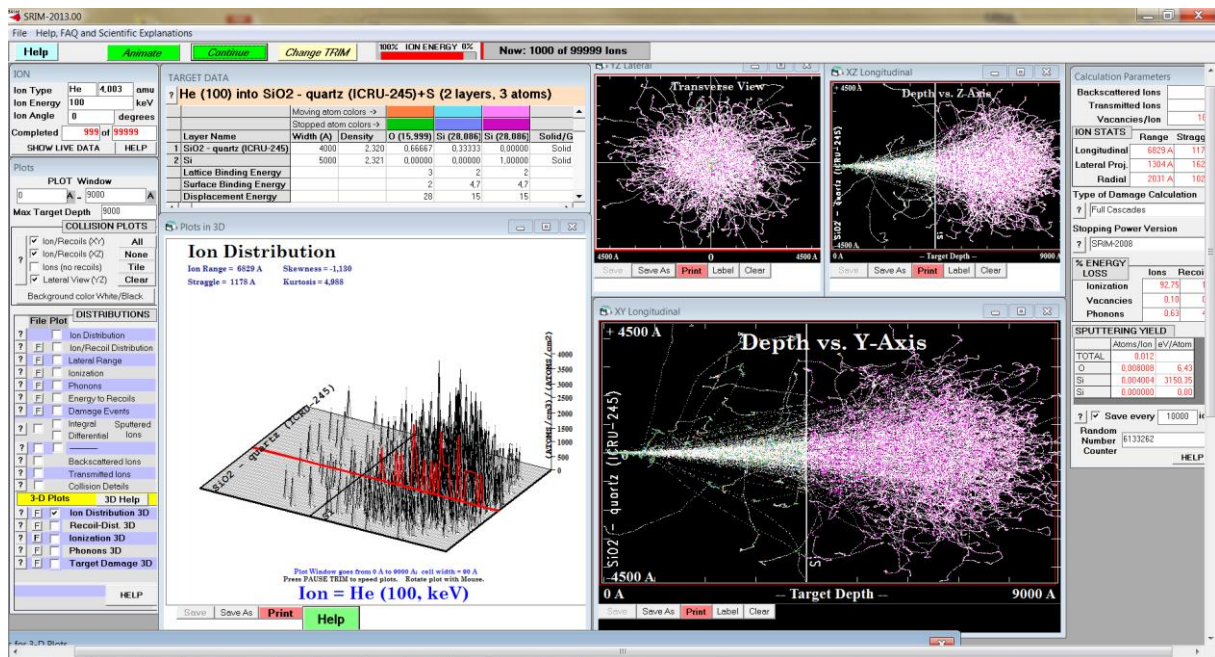 SRIM-2013.00
File Help, FAQ and Scientific Explanations
Help Animate Continue Change TRIM 100% ION ENERGY 0% Now: 1000 of 99999 Ions
ION
Ion Type He 4,003 amu
Ion Energy 100 keV
Ion Angle 0 degrees
Completed 999 of 99999
SHOW LIVE DATA HELP
Plots
PLOT Window
0 A - 9000 A
Max Target Depth 9000
COLLISION PLOTS
Ion/Recoils (XY) All
Ion/Recoils (XZ) None
? Ions (no recoils) Tile
Lateral View (YZ) Clear
Background color White/Black
File Plot DISTRIBUTIONS
? Ion Distribution
? F Ion/Recoil Distribution
? F Lateral Range
? F Ionization
? F Phonons
? F Energy to Recoils
? F Damage Events
? Integral Sputtered
Differential Ions
?
? Backscattered Ions
? Transmitted Ions
? Collision Details
3-D Plots 3D Help
? F Ion Distribution 3D
? F Recoil-Dist. 3D
? F Ionization 3D
? F Phonons 3D
? F Target Damage 3D
HELP
TARGET DATA
? He (100) into SiO2 - quartz (ICRU-245)+S (2 layers, 3 atoms)
Moving atom colors ->
Stopped atom colors ->
Layer Name Width (A) Density O (15,999) Si (28,086) Si (28,086) Solid/G
1 SiO2 - quartz (ICRU-245) 4000 2,320 0,66667 0,33333 0,00000 Solid
2 Si 5000 2,321 0,00000 0,00000 1,00000 Solid
Lattice Binding Energy 3 2 2
Surface Binding Energy 2 4,7 4,7
Displacement Energy 28 15 15
Plots in 3D
Ion Distribution
Ion Range = 6829 A Skewness = -1,130
Straggle = 1178 A Kurtosis = 4,988
(ATOMS/cm3)/(ATOMS/cm2)
4000
3500
3000
2500
2000
1500
1000
500
0
SiO2 - quartz (ICRU-245)
Si
Plot Window goes from 0 A to 9000 A; cell width = 90 A
Press PAUSE TRIM to speed plots. Rotate plot with Mouse.
Ion = He (100, keV)
Save Save As Print Help
YZ Lateral
Transverse View
4500 A 0 4500 A
Save Save As Print Label Clear
XZ Longitudinal
+ 4500 A
Depth vs. Z-Axis
SiO2 - quartz (ICRU-245)
Si
-4500 A
0 A -- Target Depth -- 9000 A
Save Save As Print Label Clear
XY Longitudinal
+ 4500 A
Depth vs. Y-Axis
SiO2 - quartz (ICRU-245)
Si
-4500 A
0 A -- Target Depth -- 9000 A
Save Save As Print Label Clear
Calculation Parameters
Backscattered Ions
Transmitted Ions
Vacancies/Ion
ION STATS Range Stragg
Longitudinal 6829 A 117
Lateral Proj. 1304 A 162
Radial 2031 A 102
Type of Damage Calculation
? Full Cascades
Stopping Power Version
? SRIM-2008
% ENERGY
LOSS Ions Recoi
Ionization 92,75
Vacancies 0,10
Phonons 0,63
SPUTTERING YIELD
Atoms/Ion eV/Atom
TOTAL 0.012
O 0,008008 6,43
Si 0,004004 3150,35
Si 0,000000 0,00
? Save every 10000
Random
Number 6133262
Counter
HELP
for 3-D Plots